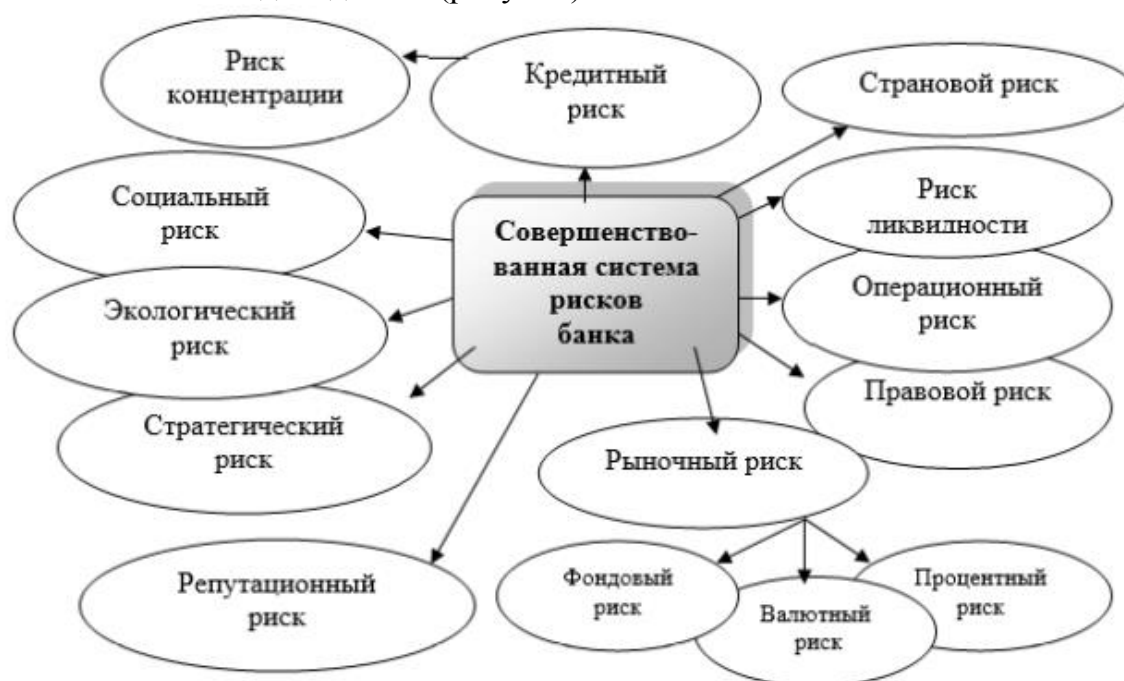 Риск
концентрации
Кредитный
риск
Страновой риск
Социальный
риск
Совершенство-
ванная система
рисков
банка
Риск
ликвидности
Экологический
риск
Операционный
риск
Стратегический
риск
Правовой риск
Рыночный риск
Репутационный
риск
Фондовый
риск
Валютный
риск
Процентный
риск